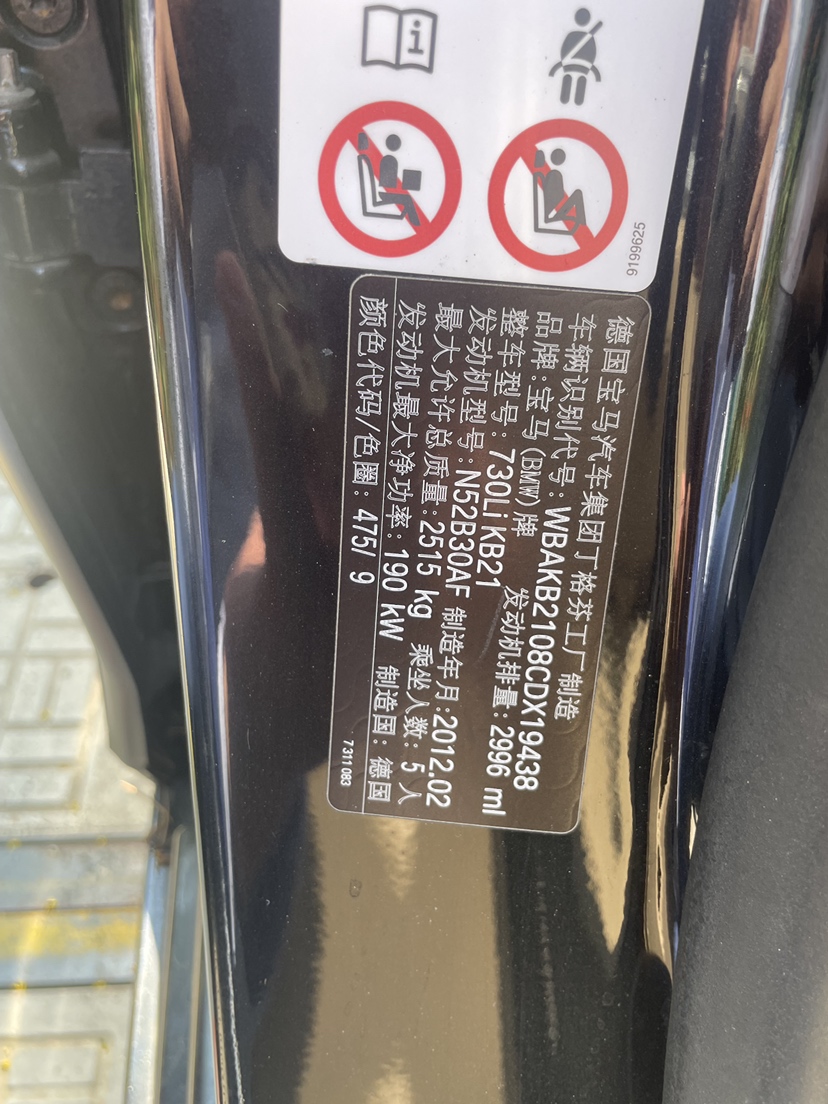 9199625
德国宝马汽车集团丁格芬工厂制造
车辆识别代号:WBAKB2108CDX19438
品牌:宝马(BMW)牌 发动机排量:2996 ml
整车型号:730Li KB21
发动机型号:N52B30AF 制造年月:2012.02
最大允许总质量:2515 kg 乘坐人数:5人
发动机最大净功率:190 kW 制造国:德国
颜色代码/色圈:475/ 9
7 311 083